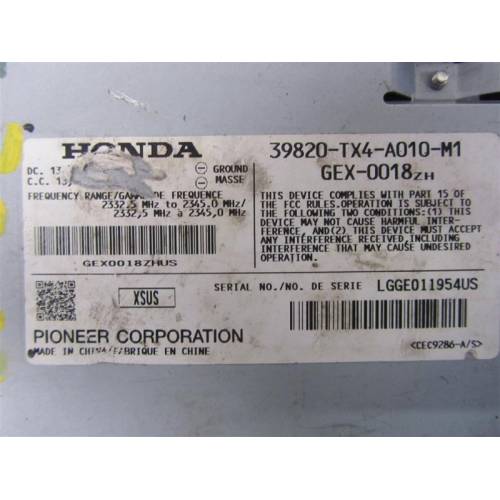 HONDA
39820-TX4-A010-M1
GEX-0018ZH
DC. 13 GROUND
C.C. 13, MASSE
FREQUENCY RANGE/GAMME DE FREQUENCE
2332,5 MHz to 2345.0 MHz/
2332,5 MHz à 2345,0 MHz/
GEX0018ZHUS
THIS DEVICE COMPLIES WITH PART 15 OF
THE FCC RULES.OPERATION IS SUBJECT TO
THE FOLLOWING TWO CONDITIONS:(1) THIS
DEVICE MAY NOT CAUSE HARMFUL INTER-
FERENCE, AND (2) THIS DEVICE MUST ACCEPT
ANY INTERFERENCE RECEIVED,INCLUDING
INTERFERENCE THAT MAY CAUSE UNDESIRED
OPERATION.
XSUS
SERIAL NO./NO. DE SERIE LGGE011954US
PIONEER CORPORATION
MADE IN CHINA/FABRIQUE EN CHINE
<CEC9286-A/S>